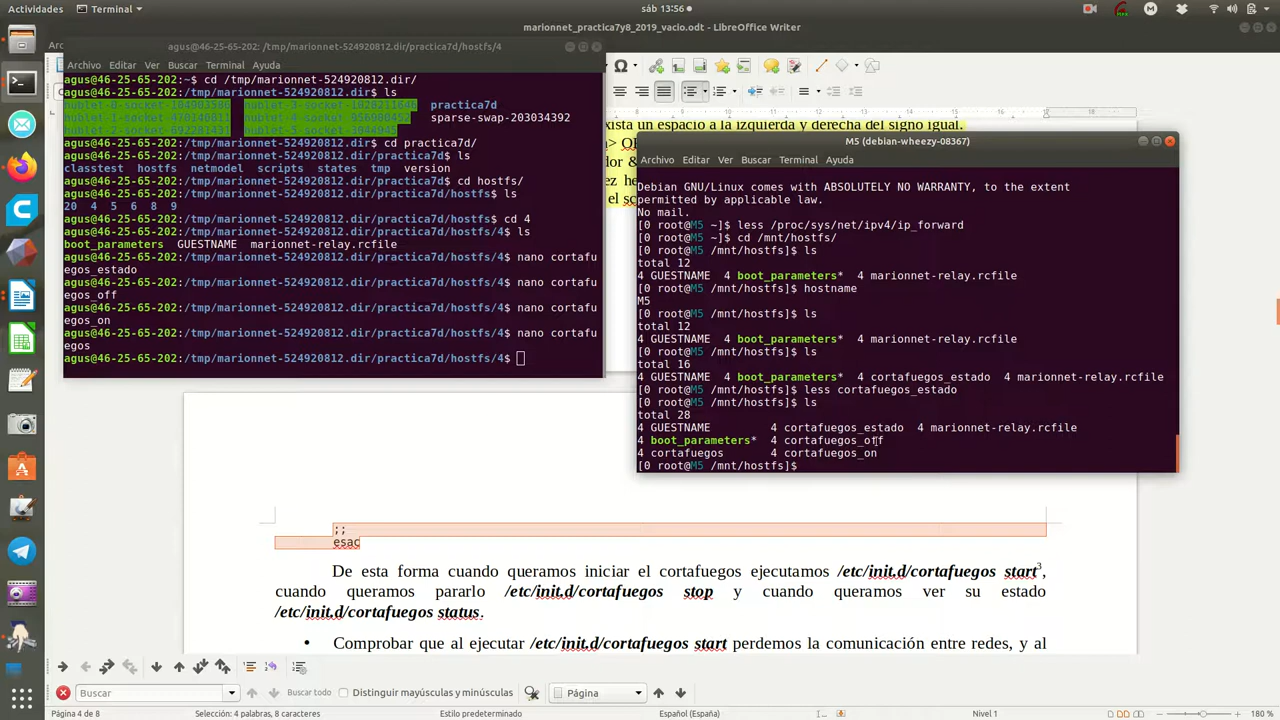 Actividades
Terminal
sáb 13:56
marionnet_practica7y8_2019_vacio.odt - LibreOffice Writer
agus@46-25-65-202: /tmp/marionnet-524920812.dir/practica7d/hostfs/4
Archivo Editar Ver Buscar Terminal Ayuda
agus@46-25-65-202:~$ cd /tmp/marionnet-524920812.dir/
agus@46-25-65-202:/tmp/marionnet-524920812.dir$ ls
practica7d
sparse-swap-203034392
agus@46-25-65-202:/tmp/marionnet-524920812.dir$ cd practica7d/
agus@46-25-65-202:/tmp/marionnet-524920812.dir/practica7d$ ls
classtest hostfs netmodel scripts states tmp version
agus@46-25-65-202:/tmp/marionnet-524920812.dir/practica7d$ cd hostfs/
agus@46-25-65-202:/tmp/marionnet-524920812.dir/practica7d/hostfs$ ls
20 4 5 6 8 9
agus@46-25-65-202:/tmp/marionnet-524920812.dir/practica7d/hostfs$ cd 4
agus@46-25-65-202:/tmp/marionnet-524920812.dir/practica7d/hostfs/4$ ls
boot_parameters GUESTNAME marionnet-relay.rcfile
agus@46-25-65-202:/tmp/marionnet-524920812.dir/practica7d/hostfs/4$ nano cortafu
egos_estado
agus@46-25-65-202:/tmp/marionnet-524920812.dir/practica7d/hostfs/4$ nano cortafu
egos_off
agus@46-25-65-202:/tmp/marionnet-524920812.dir/practica7d/hostfs/4$ nano cortafu
egos_on
agus@46-25-65-202:/tmp/marionnet-524920812.dir/practica7d/hostfs/4$ nano cortafu
egos
agus@46-25-65-202:/tmp/marionnet-524920812.dir/practica7d/hostfs/4$
xista un espacio a la izquierda y derecha del signo igual.
M5 (debian-wheezy-08367)
Archivo Editar Ver Buscar Terminal Ayuda
Debian GNU/Linux comes with ABSOLUTELY NO WARRANTY, to the extent
permitted by applicable law.
No mail.
[0 root@M5 ~]$ less /proc/sys/net/ipv4/ip_forward
[0 root@M5 ~]$ cd /mnt/hostfs/
[0 root@M5 /mnt/hostfs]$ ls
total 12
4 GUESTNAME 4 boot_parameters* 4 marionnet-relay.rcfile
[0 root@M5 /mnt/hostfs]$ hostname
M5
[0 root@M5 /mnt/hostfs]$ ls
total 12
4 GUESTNAME 4 boot_parameters* 4 marionnet-relay.rcfile
[0 root@M5 /mnt/hostfs]$ ls
total 16
4 GUESTNAME 4 boot_parameters* 4 cortafuegos_estado 4 marionnet-relay.rcfile
[0 root@M5 /mnt/hostfs]$ less cortafuegos_estado
[0 root@M5 /mnt/hostfs]$ ls
total 28
4 GUESTNAME 4 cortafuegos_estado 4 marionnet-relay.rcfile
4 boot_parameters* 4 cortafuegos_off
4 cortafuegos 4 cortafuegos_on
[0 root@M5 /mnt/hostfs]$
;;
esac
De esta forma cuando queramos iniciar el cortafuegos ejecutamos /etc/init.d/cortafuegos start3,
cuando queramos pararlo /etc/init.d/cortafuegos stop y cuando queramos ver su estado
/etc/init.d/cortafuegos status.
• Comprobar que al ejecutar /etc/init.d/cortafuegos start perdemos la comunicación entre redes, y al
Buscar
Buscar todo
Distinguir mayúsculas y minúsculas
Página
Página 4 de 8
Selección: 4 palabras, 8 caracteres
Estilo predeterminado
Español (España)
Nivel 1
180 %